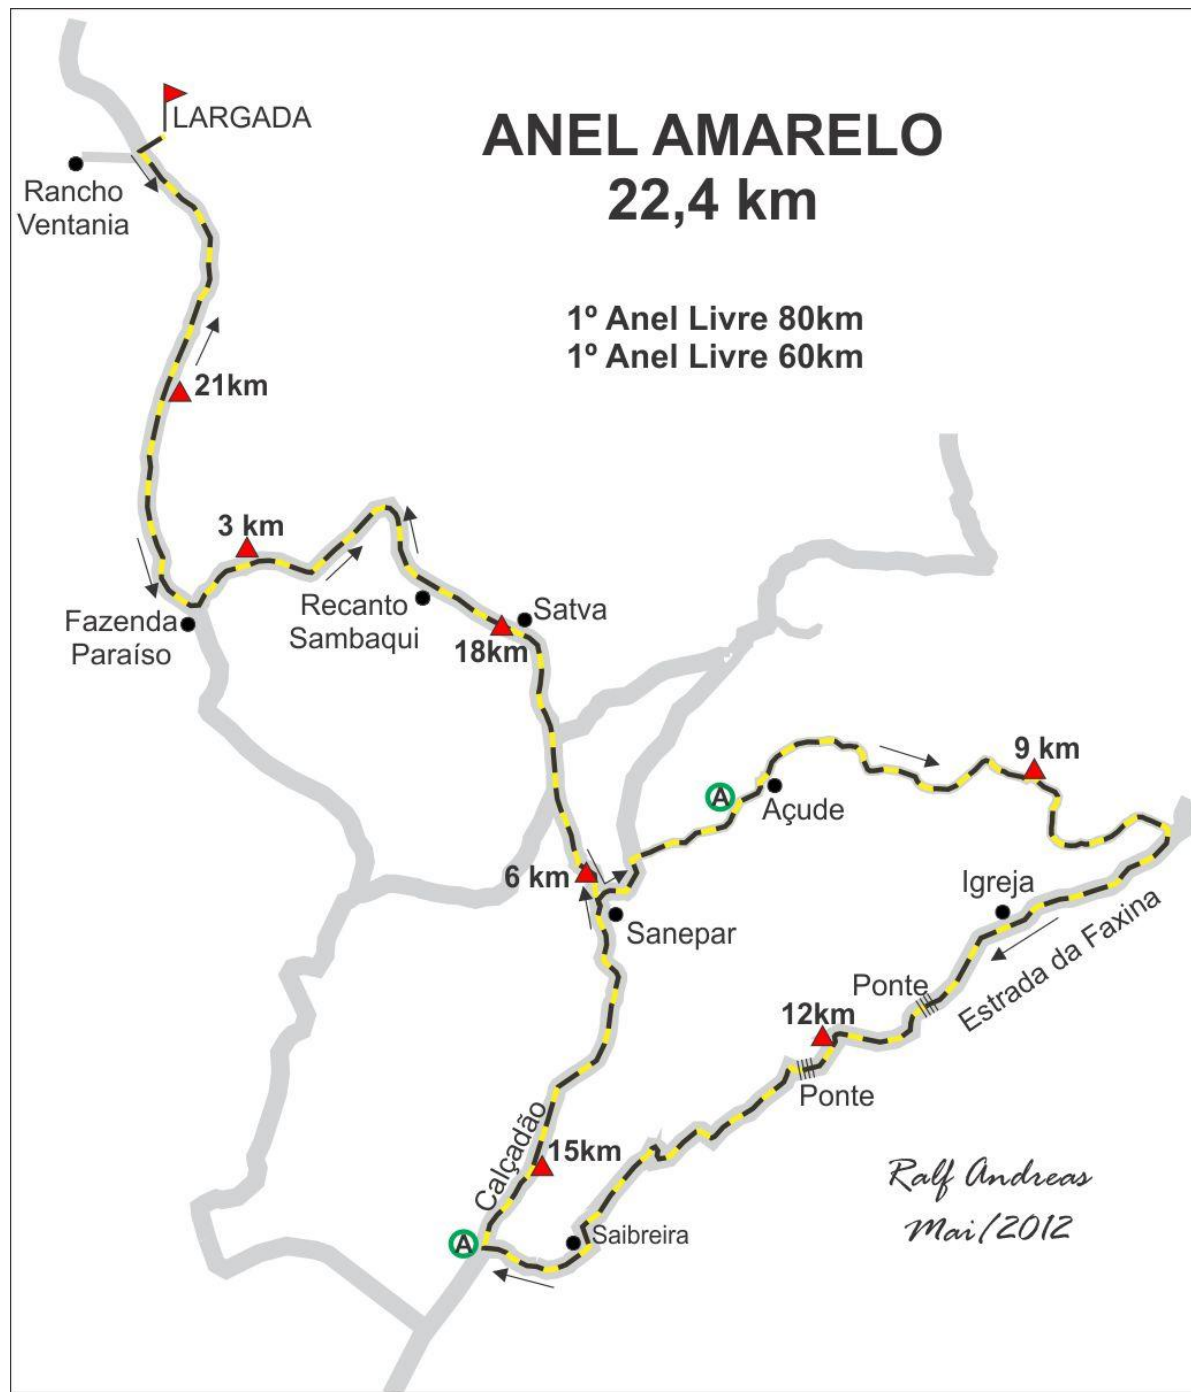 LARGADA
ANEL AMARELO
22,4 km
Rancho
Ventania
1º Anel Livre 80km
1º Anel Livre 60km
21km
3 km
Recanto
Sambaqui
Satva
Fazenda
Paraíso
18km
9 km
A
Açude
6 km
Igreja
Sanepar
Estrada da Faxina
Ponte
12km
Ponte
Calçadão
15km
Ralf Andreas
Mai/2012
Saibreira
A